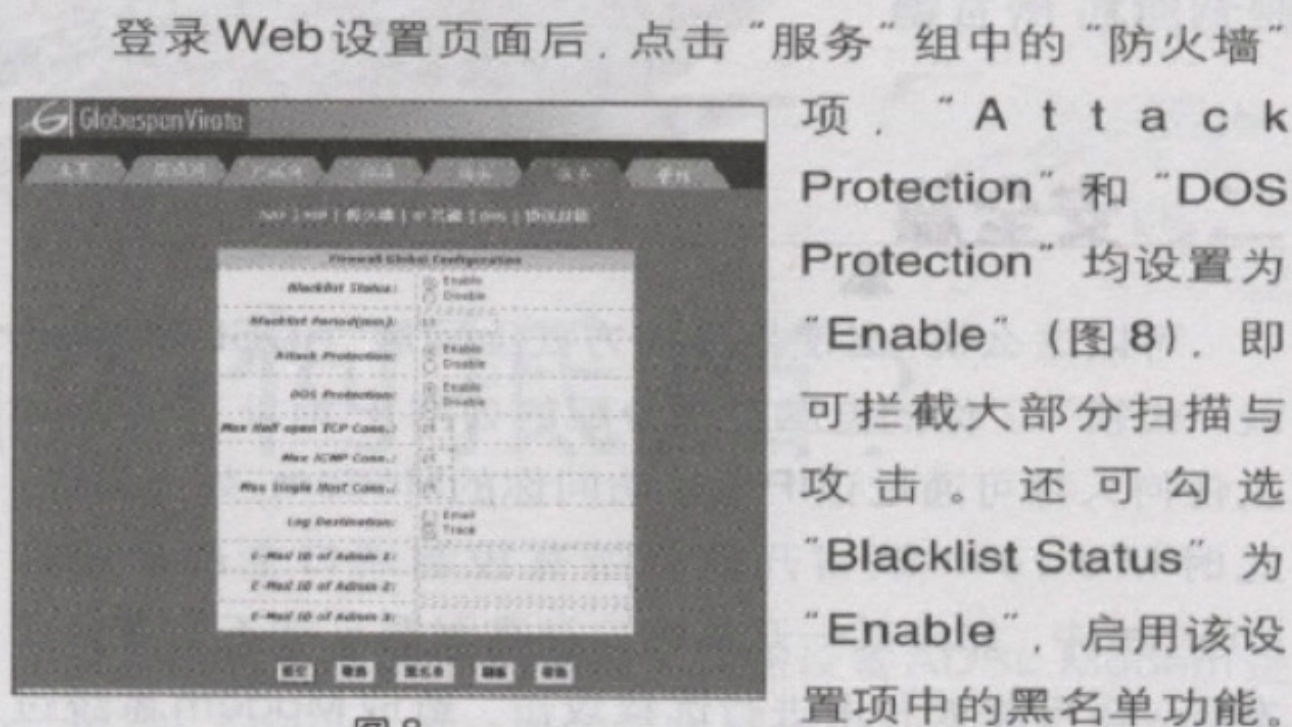 登录Web设置页面后，点击“服务”组中的“防火墙”
项，“Attack
Protection”和“DOS
Protection”均设置为
“Enable”（图8），即
可拦截大部分扫描与
攻击。还可勾选
“Blacklist Status”为
“Enable”，启用该设
置项中的黑名单功能。
GlobespanVirata
Firewall Global Configuration
Blacklist Status: Enable
Disable
Blacklist Period(min):
Attack Protection: Enable
Disable
DOS Protection: Enable
Disable
Max Half open TCP Conn.:
Max ICMP Conn.:
Max Single Host Conn.:
Log Destination: Email
Trace
E-Mail ID of Admin 1:
E-Mail ID of Admin 2:
E-Mail ID of Admin 3:
黑名单
图8